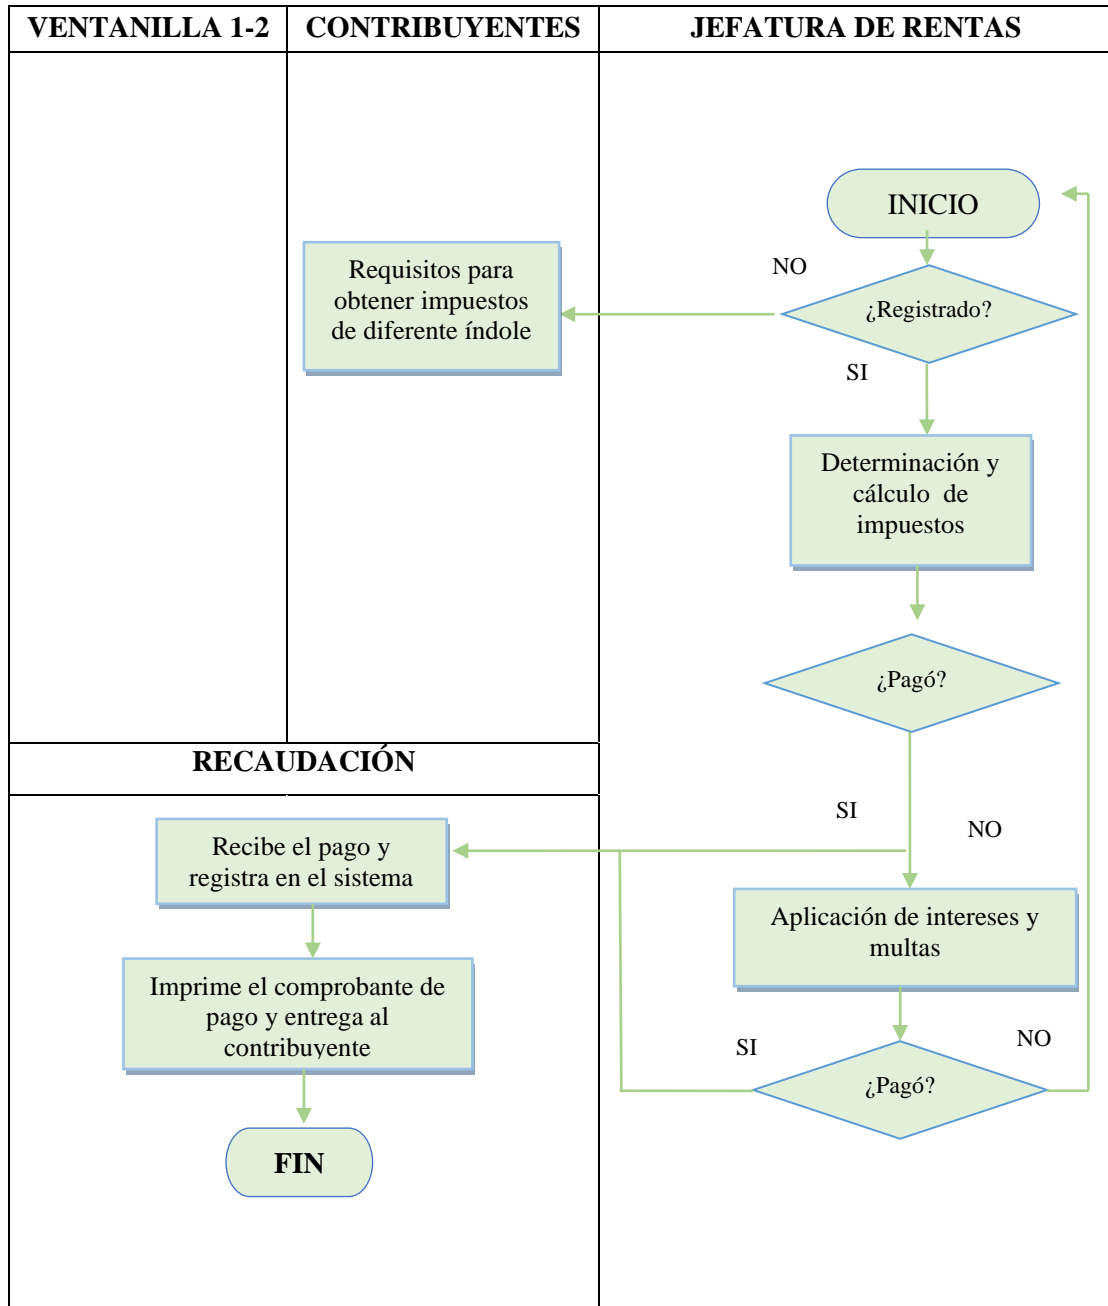 VENTANILLA 1-2
CONTRIBUYENTES
JEFATURA DE RENTAS
INICIO
NO
¿Registrado?
Requisitos para
obtener impuestos
de diferente índole
SI
Determinación y
cálculo de
impuestos
¿Pagó?
RECAUDACIÓN
SI
NO
Recibe el pago y
registra en el sistema
Aplicación de intereses y
multas
Imprime el comprobante de
pago y entrega al
contribuyente
SI
NO
¿Pagó?
FIN